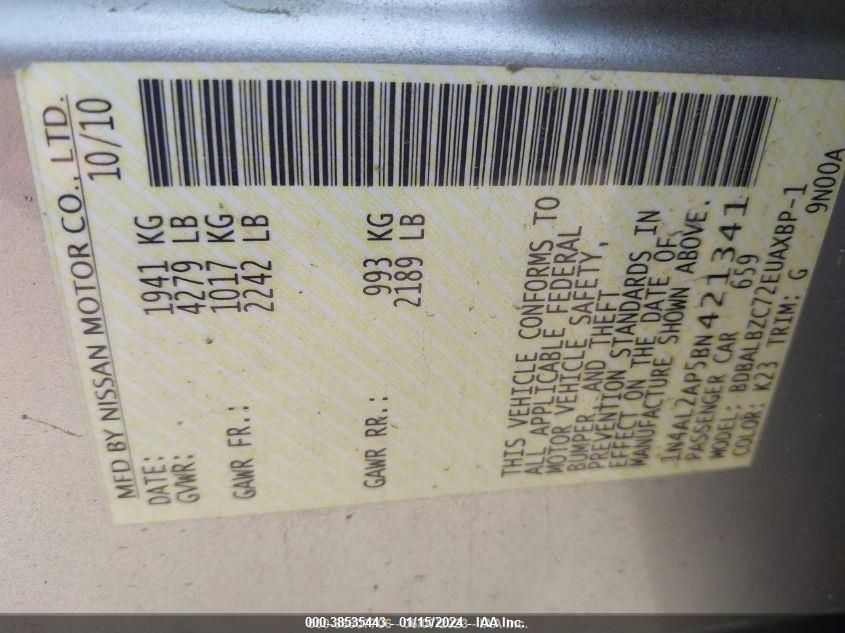 MFD BY NISSAN MOTOR CO., LTD.
DATE: 10/10
GVWR: 1941 KG
4279 LB
GAWR FR.: 1017 KG
2242 LB
GAWR RR.: 993 KG
2189 LB
THIS VEHICLE CONFORMS TO
ALL APPLICABLE FEDERAL
MOTOR VEHICLE SAFETY,
BUMPER AND THEFT
PREVENTION STANDARDS IN
EFFECT ON THE DATE OF
MANUFACTURE SHOWN ABOVE.
1N4AL2AP5BN421341
PASSENGER CAR 659
MODEL: BDBALBZC72EUAXBP-1
COLOR: K23 TRIM: G 9N00A
000-38535443 - 01/15/2024 - IAA Inc.